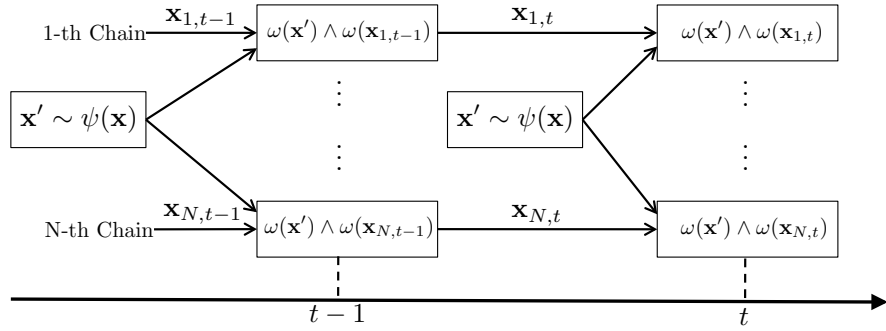 1-th Chain x_{1,t−1} ω(x′) ∧ ω(x_{1,t−1}) x_{1,t} ω(x′) ∧ ω(x_{1,t})
⋮ ⋮
x′ ∼ ψ(x) x′ ∼ ψ(x)
⋮ ⋮
N-th Chain x_{N,t−1} ω(x′) ∧ ω(x_{N,t−1}) x_{N,t} ω(x′) ∧ ω(x_{N,t})
t − 1 t